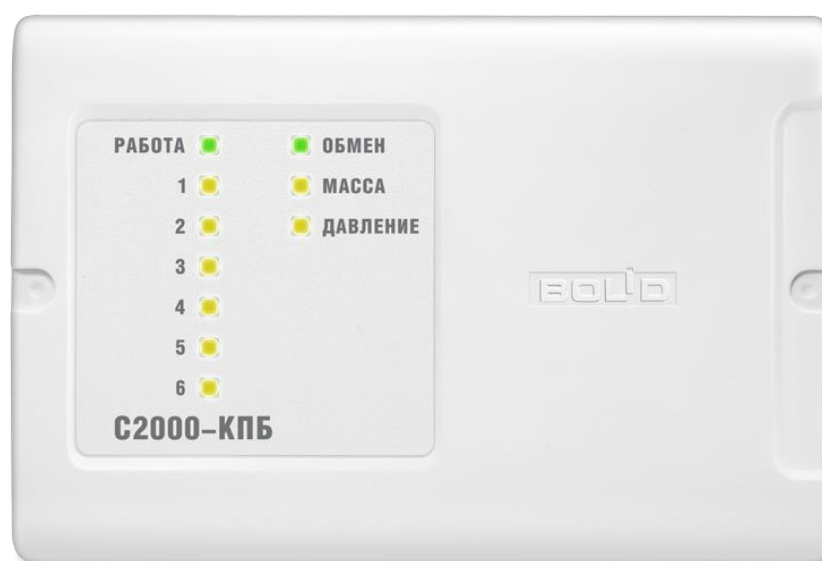 РАБОТА ОБМЕН
1 МАССА
2 ДАВЛЕНИЕ
3
4
5
6
С2000-КПБ
BOLID